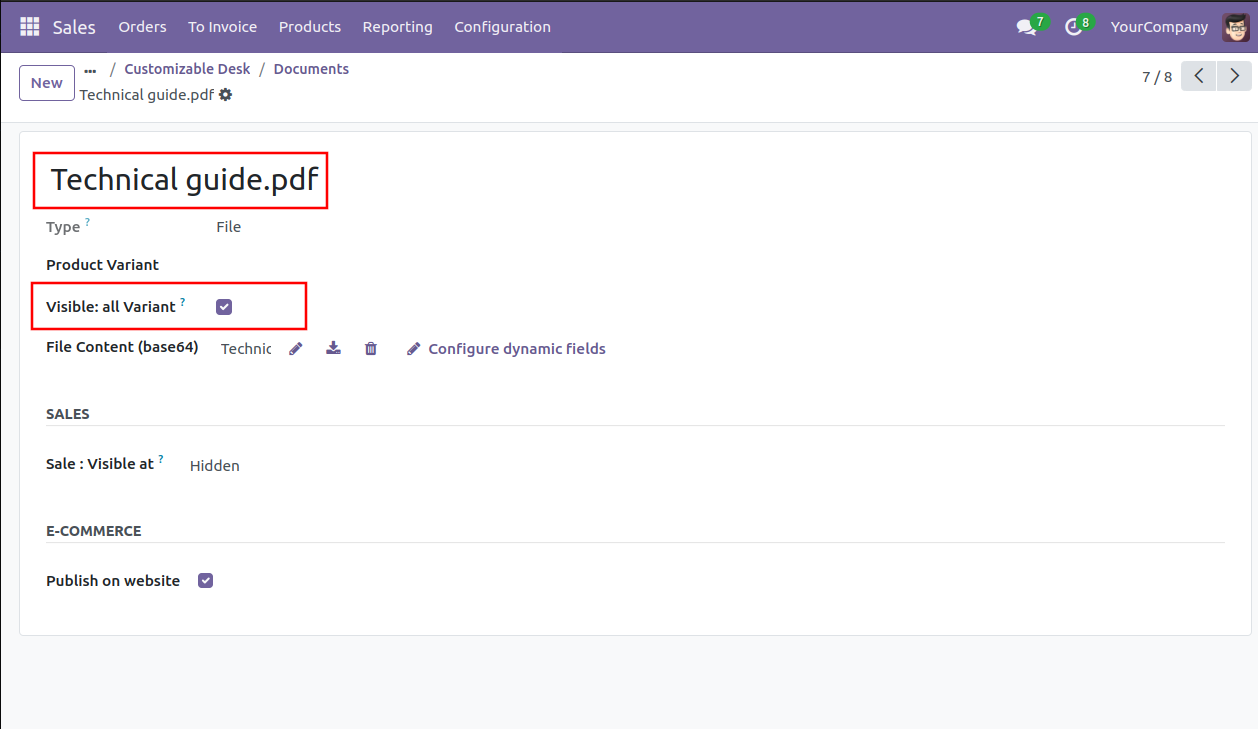 Sales Orders To Invoice Products Reporting Configuration 7 8 YourCompany
New ... / Customizable Desk / Documents
Technical guide.pdf
7 / 8
Technical guide.pdf
Type ? File
Product Variant
Visible: all Variant ?
File Content (base64) Technic Configure dynamic fields
SALES
Sale : Visible at ? Hidden
E-COMMERCE
Publish on website